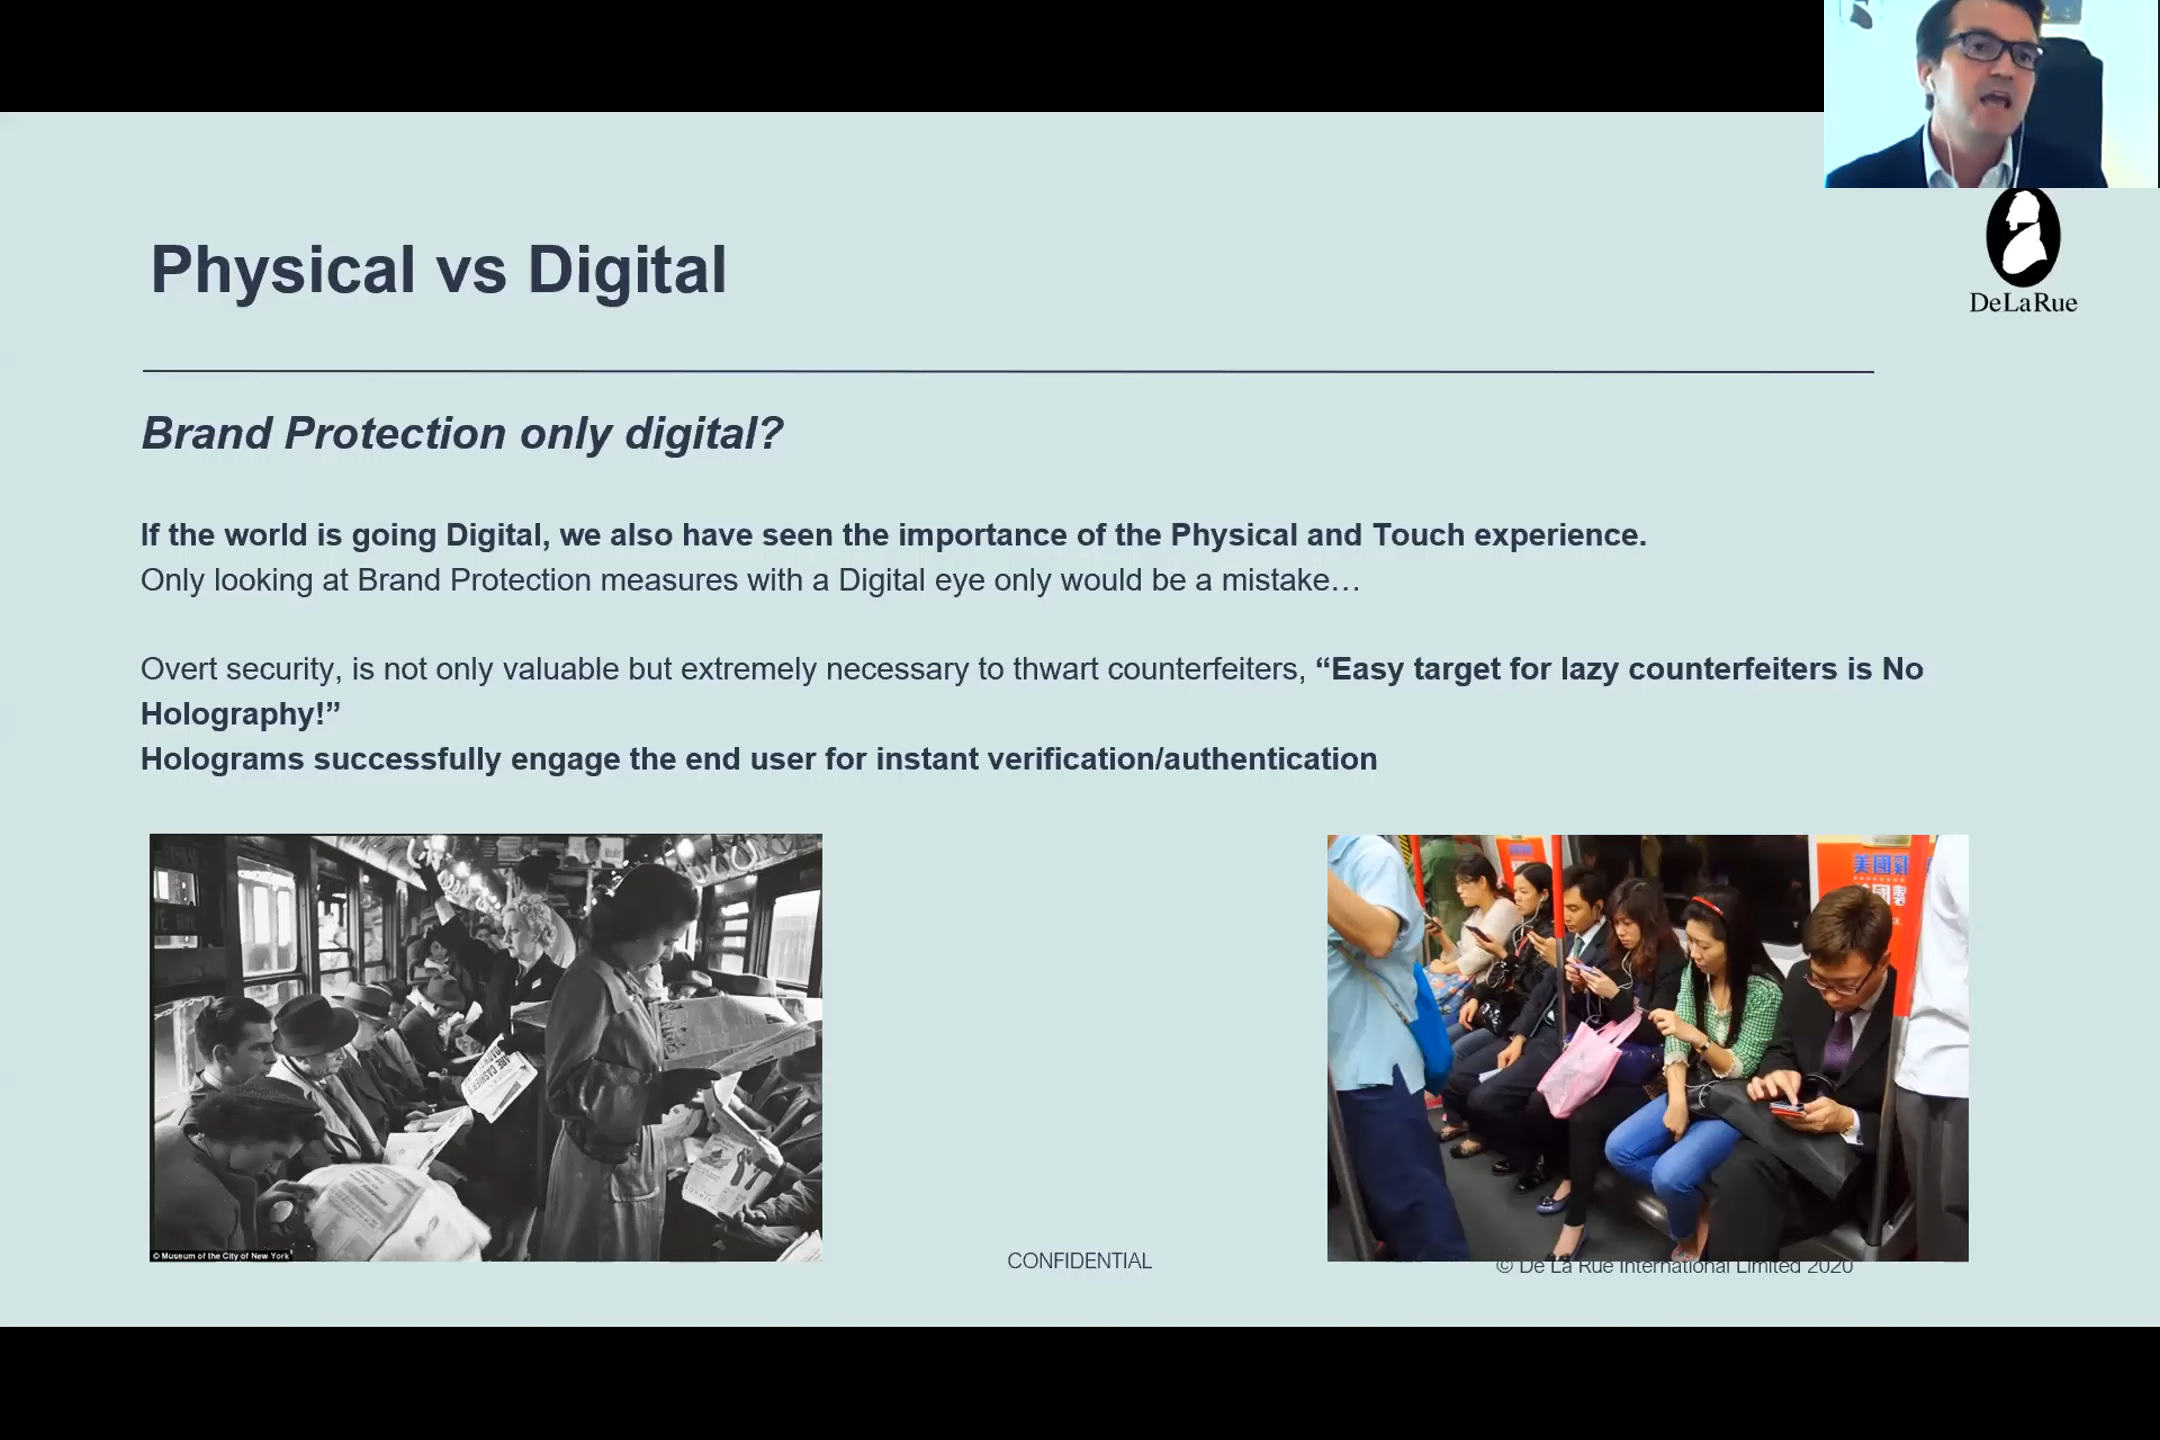 DeLaRue
Physical vs Digital
Brand Protection only digital?
If the world is going Digital, we also have seen the importance of the Physical and Touch experience.
Only looking at Brand Protection measures with a Digital eye only would be a mistake…
Overt security, is not only valuable but extremely necessary to thwart counterfeiters, “Easy target for lazy counterfeiters is No
Holography!”
Holograms successfully engage the end user for instant verification/authentication
美國雞
© Museum of the City of New York
CONFIDENTIAL
© De La Rue International Limited 2020